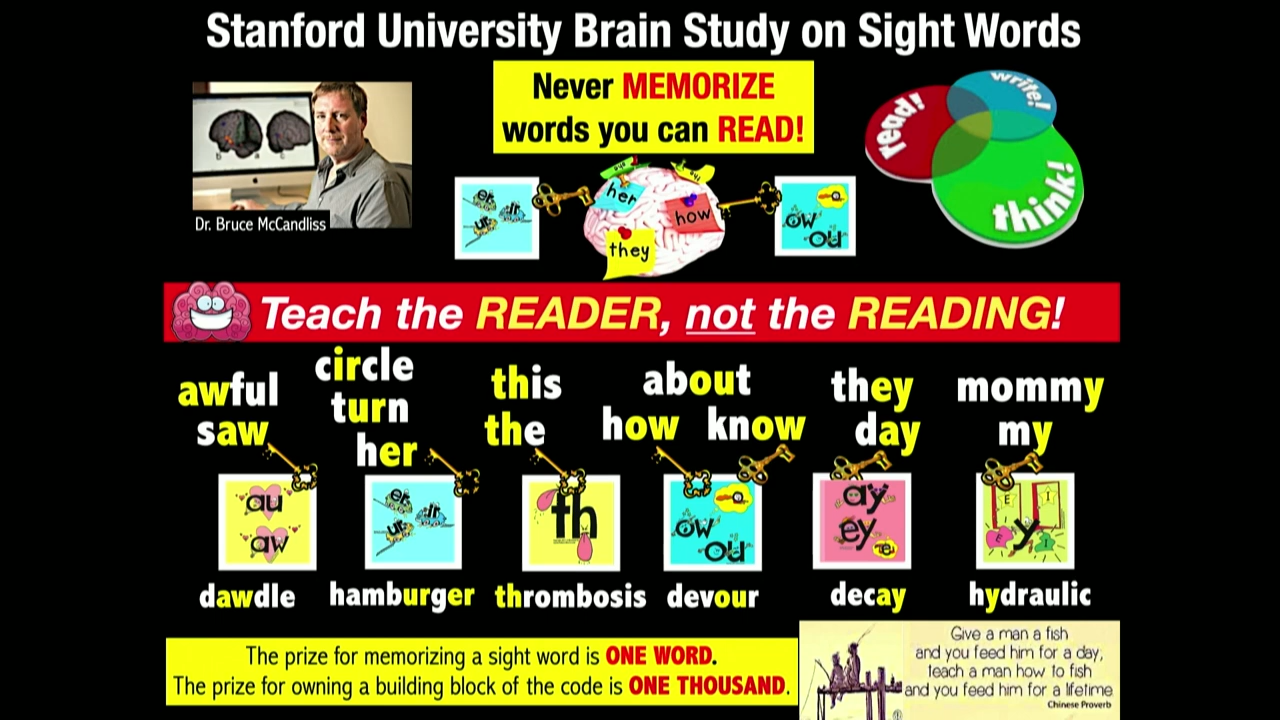 Stanford University Brain Study on Sight Words
Never MEMORIZE
words you can READ!
read!
write!
think!
b a c
Dr. Bruce McCandliss
er
ir
ur
her
how
they
ow
ou
Teach the READER, not the READING!
awful
saw
circle
turn
her
this
the
about
how know
they
day
mommy
my
au
aw
er
ir
ur
th
ow
ou
ay
ey
E I
y
E I
dawdle
hamburger
thrombosis
devour
decay
hydraulic
The prize for memorizing a sight word is ONE WORD.
The prize for owning a building block of the code is ONE THOUSAND.
Give a man a fish
and you feed him for a day,
teach a man how to fish
and you feed him for a lifetime
Chinese Proverb